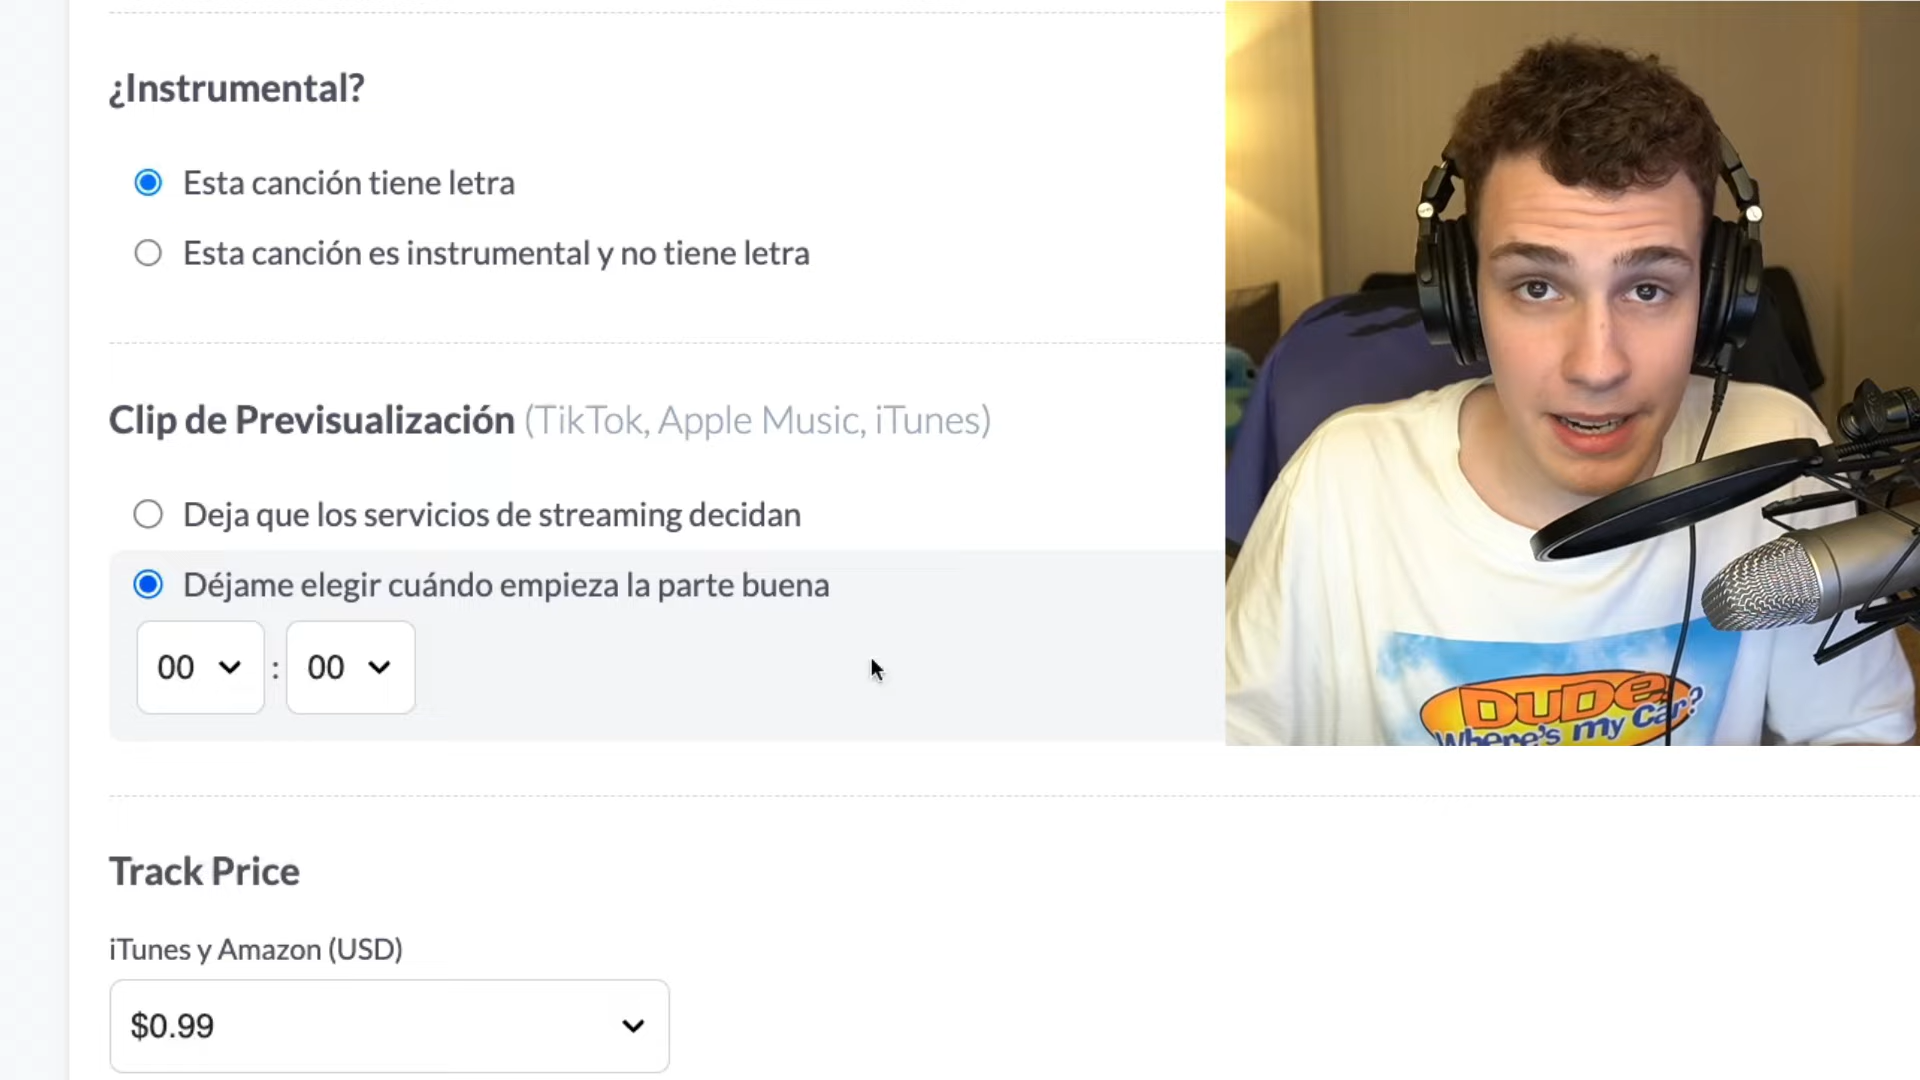 ¿Instrumental?
Esta canción tiene letra
Esta canción es instrumental y no tiene letra
Clip de Previsualización (TikTok, Apple Music, iTunes)
Deja que los servicios de streaming decidan
Déjame elegir cuándo empieza la parte buena
00 : 00
Track Price
iTunes y Amazon (USD)
$0.99
DUDE,
Where's my Car?